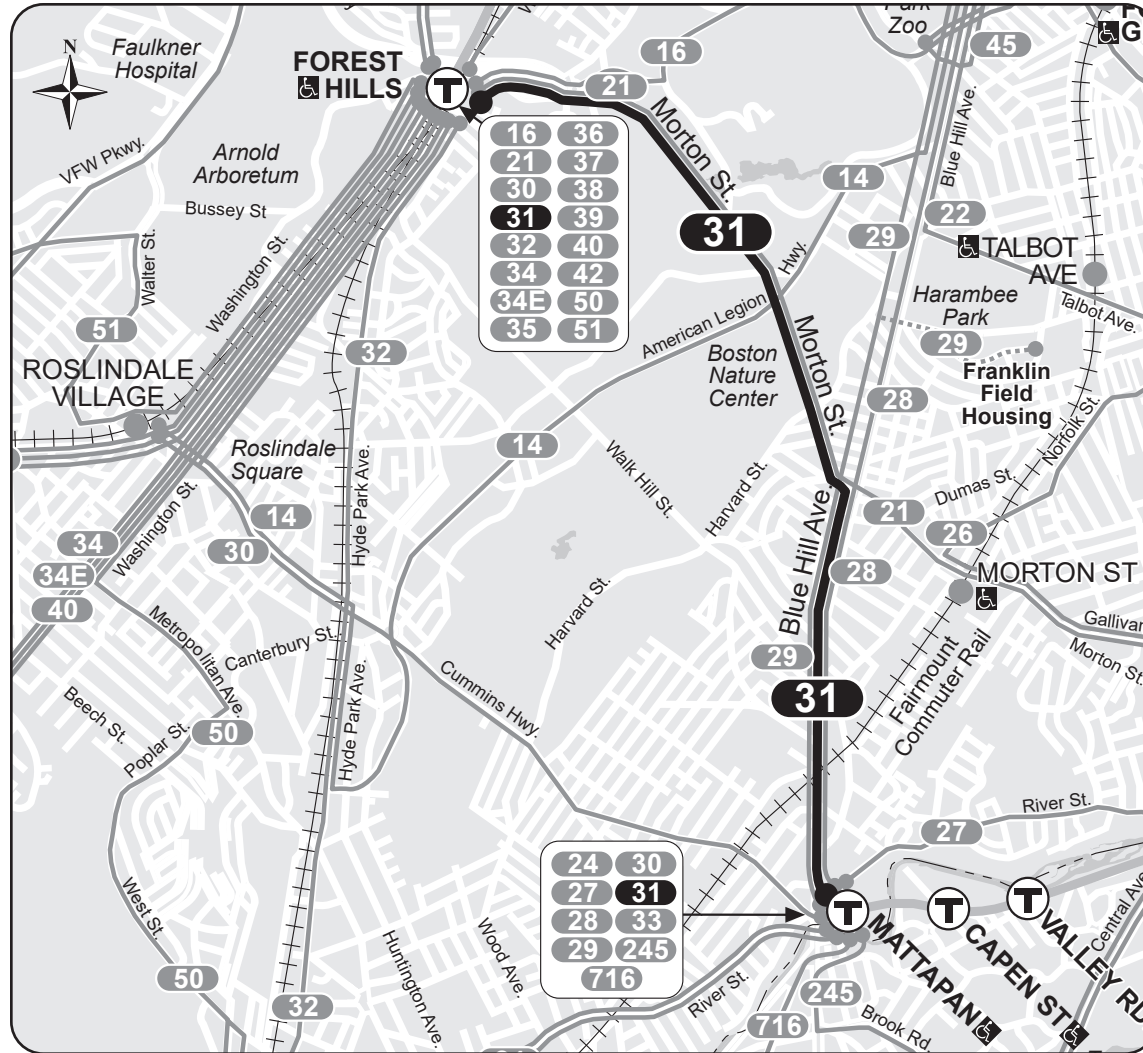 Faulkner
Hospital
N
FOREST
HILLS
T
16
21
Park
Zoo
45
G
VFW Pkwy.
Arnold
Arboretum
Bussey St
Walter St.
Washington St.
51
16 36
21 37
30 38
31 39
32 40
34 42
34E 50
35 51
Morton St.
31
14
Blue Hill Ave.
22
29
TALBOT
AVE
Talbot Ave.
Harambee
Park
29
Franklin
Field
Housing
American Legion Hwy.
Boston
Nature
Center
Morton St.
28
Norfolk St.
ROSLINDALE
VILLAGE
32
Roslindale
Square
14
Hyde Park Ave.
Walk Hill St.
Harvard St.
Dumas St.
21
26
MORTON ST
Washington St.
14
30
34
34E
40
Blue Hill Ave.
28
Harvard St.
Gallivan
Morton St.
Metropolitan Ave.
Canterbury St.
Hyde Park Ave.
Cummins Hwy.
29
31
Fairmount
Commuter Rail
Beech St.
Poplar St.
50
River St.
27
24 30
27 31
28 33
29 245
716
T
MATTAPAN
T
CAPEN ST
T
VALLEY RD
Central Ave.
West St.
50
32
Huntington Ave.
Wood Ave.
River St.
245
716
Brook Rd.